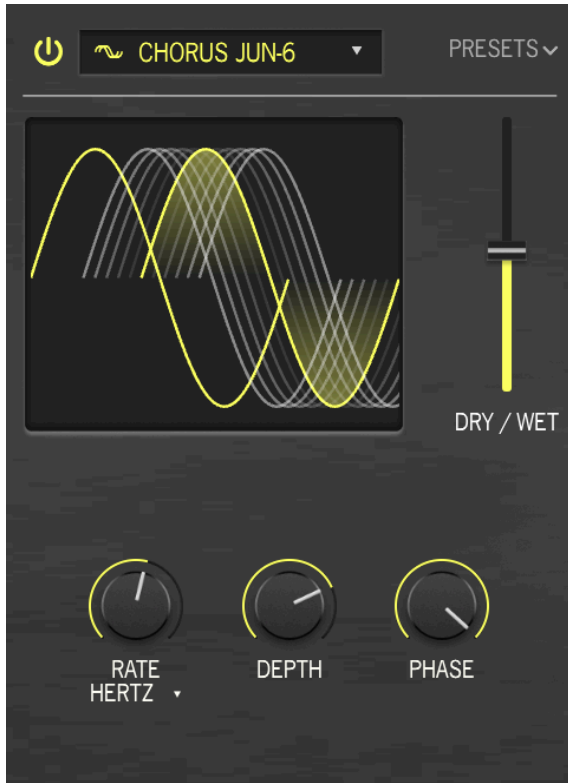 CHORUS JUN-6
PRESETS
DRY / WET
RATE
HERTZ
DEPTH
PHASE